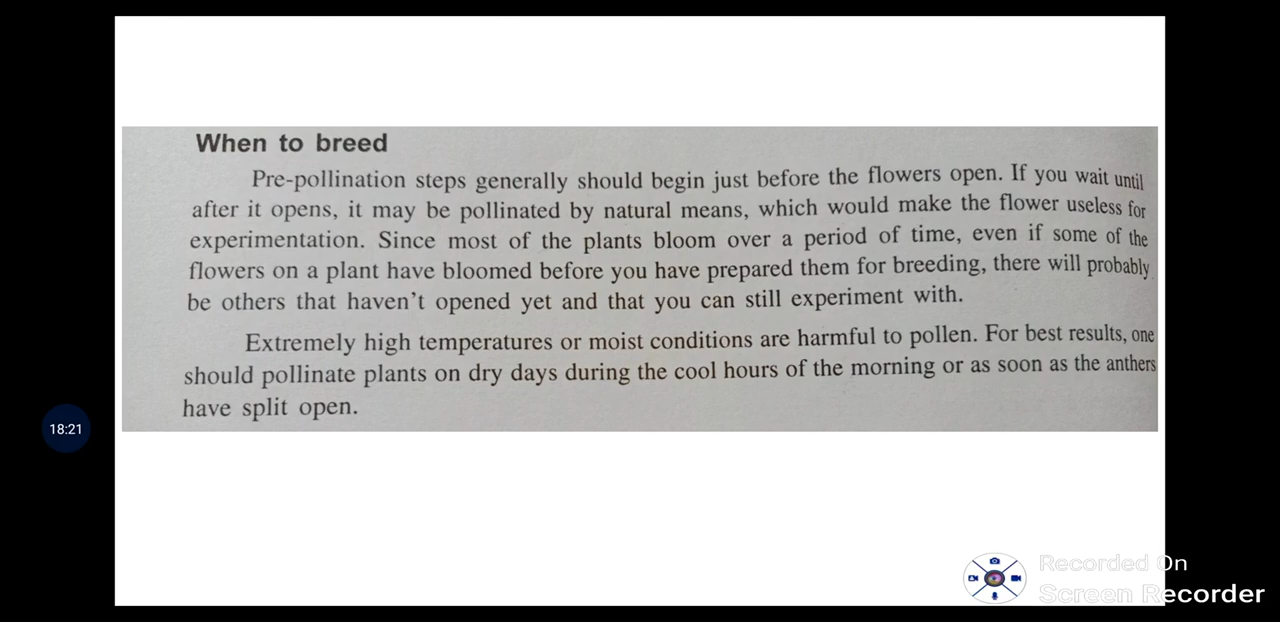 When to breed
Pre-pollination steps generally should begin just before the flowers open. If you wait until
after it opens, it may be pollinated by natural means, which would make the flower useless for
experimentation. Since most of the plants bloom over a period of time, even if some of the
flowers on a plant have bloomed before you have prepared them for breeding, there will probably
be others that haven't opened yet and that you can still experiment with.
Extremely high temperatures or moist conditions are harmful to pollen. For best results, one
should pollinate plants on dry days during the cool hours of the morning or as soon as the anthers
have split open.
18:21
Recorded On
Screen Recorder